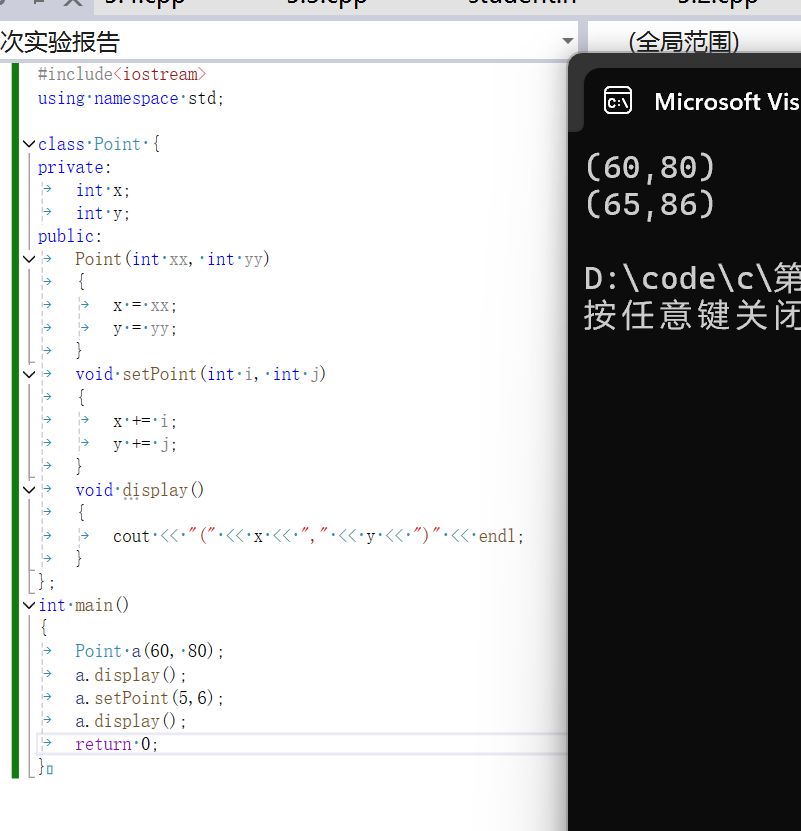 次实验报告
(全局范围)
#include<iostream>
using namespace std;
class Point {
private:
int x;
int y;
public:
Point(int xx, int yy)
{
x = xx;
y = yy;
}
void setPoint(int i, int j)
{
x += i;
y += j;
}
void display()
{
cout << "(" << x << "," << y << ")" << endl;
}
};
int main()
{
Point a(60, 80);
a.display();
a.setPoint(5,6);
a.display();
return 0;
}
Microsoft Vis
(60,80)
(65,86)
D:\code\c\第
按任意键关闭